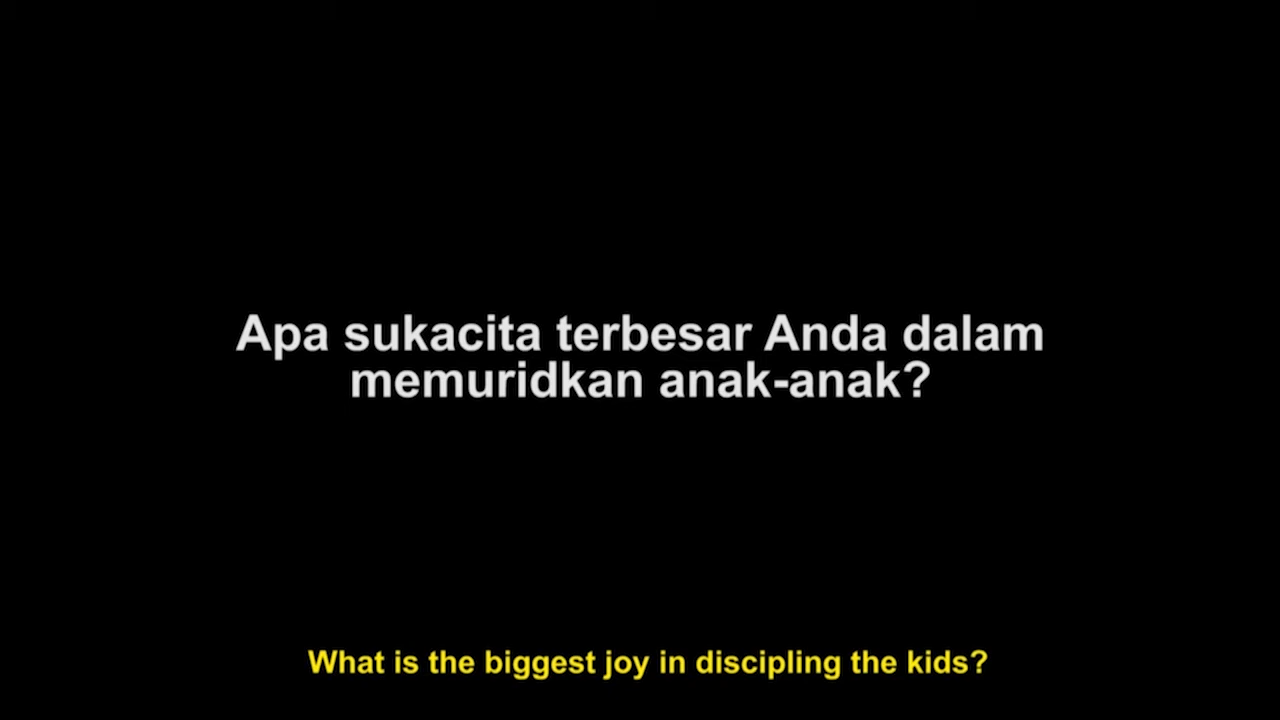 Apa sukacita terbesar Anda dalam
memuridkan anak-anak?
What is the biggest joy in discipling the kids?